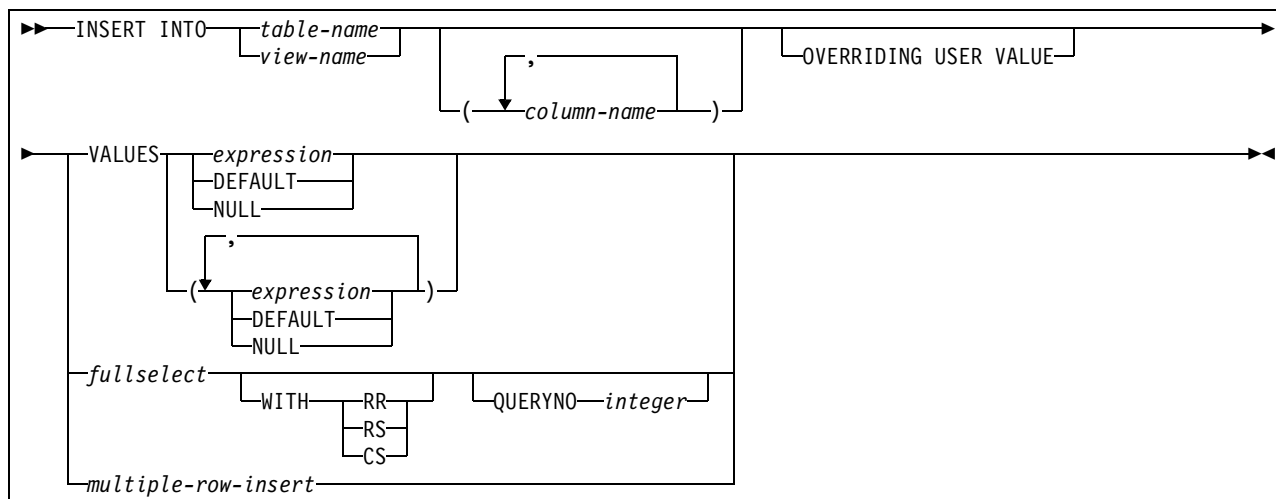 INSERT INTO table-name
view-name
,
( column-name )
OVERRIDING USER VALUE
VALUES expression
DEFAULT
NULL
,
( expression )
DEFAULT
NULL
fullselect
WITH RR
RS
CS
QUERYNO integer
multiple-row-insert